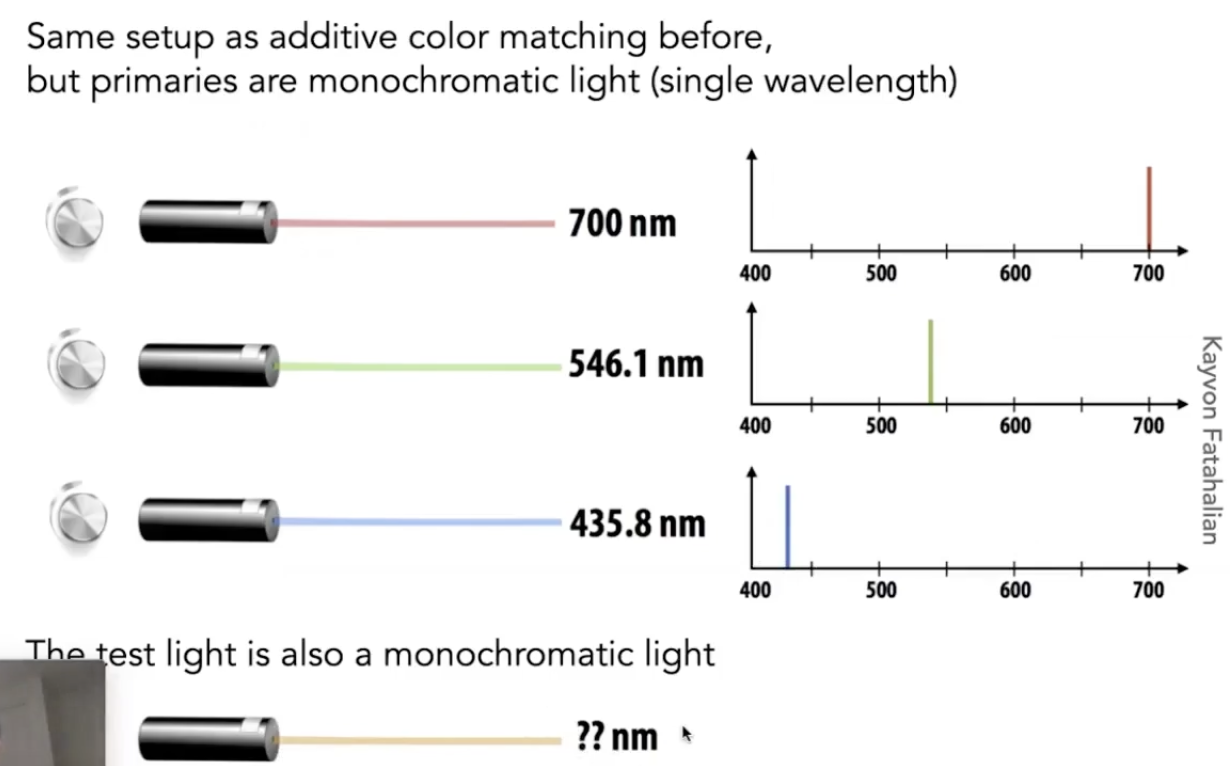 Same setup as additive color matching before,
but primaries are monochromatic light (single wavelength)
700 nm
400 500 600 700
546.1 nm
400 500 600 700
435.8 nm
400 500 600 700
Kayvon Fatahalian
The test light is also a monochromatic light
?? nm